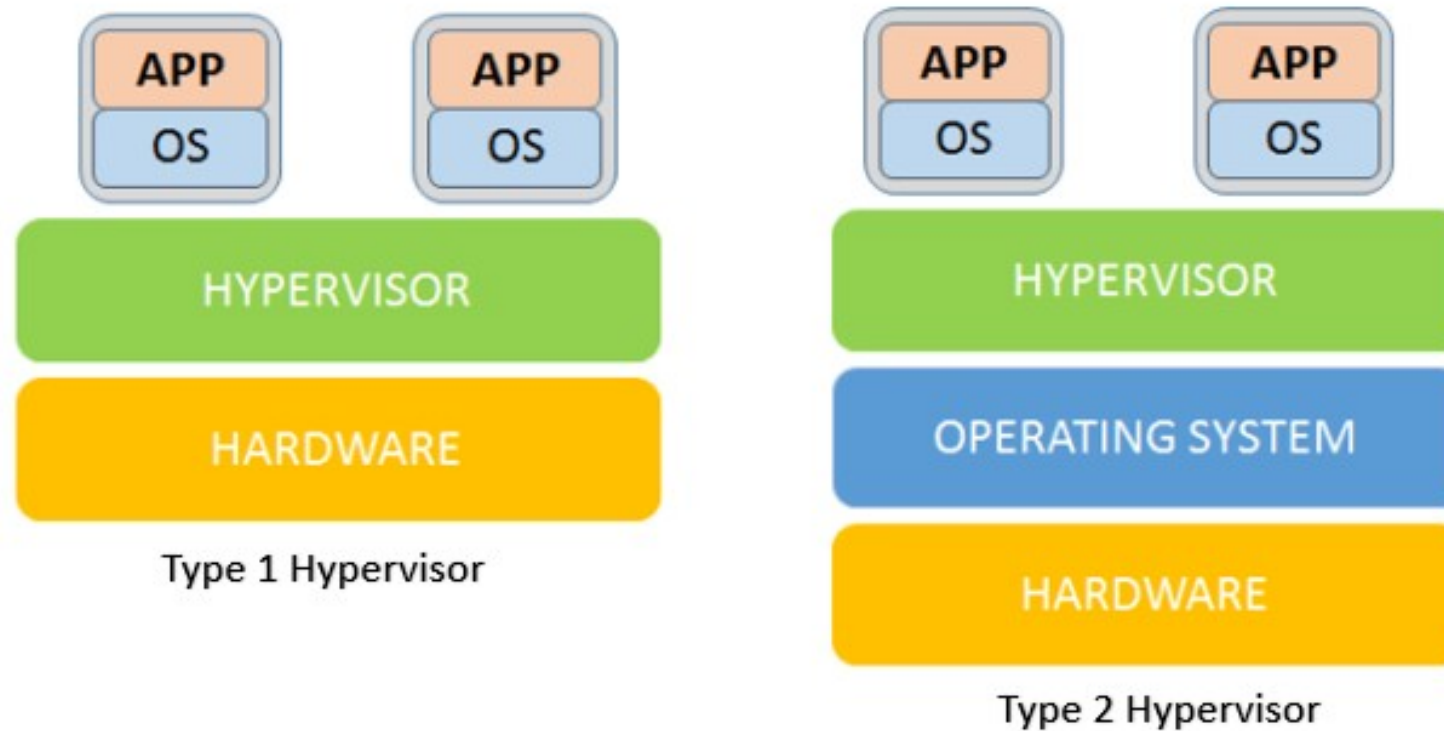 APP
OS
APP
OS
HYPERVISOR
HARDWARE
Type 1 Hypervisor
APP
OS
APP
OS
HYPERVISOR
OPERATING SYSTEM
HARDWARE
Type 2 Hypervisor